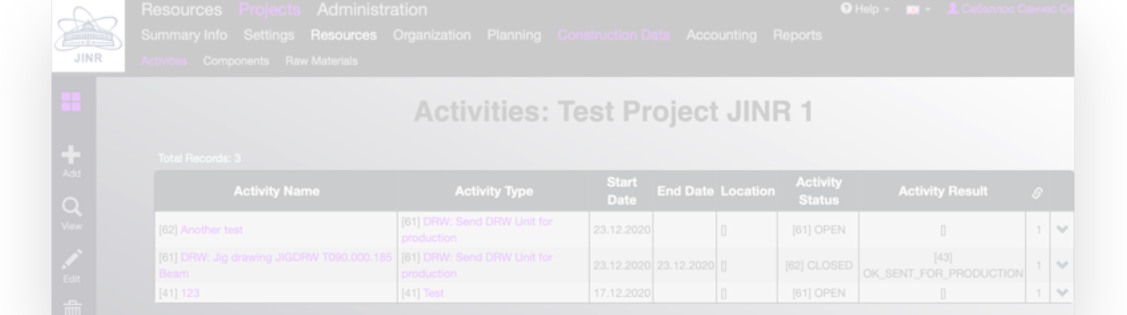 Resources Projects Administration
Help
Summary Info Settings Resources Organization Planning Construction Data Accounting Reports
JINR
Activities Components Raw Materials
Activities: Test Project JINR 1
Total Records: 3
Add
View
Edit
Activity Name Activity Type Start Date End Date Location Activity Status Activity Result
[62] Another test [61] DRW: Send DRW Unit for production 23.12.2020 [] [61] OPEN [] 1
[61] DRW: Jig drawing JIGDRW T090.000.185 Beam [61] DRW: Send DRW Unit for production 23.12.2020 23.12.2020 [] [62] CLOSED [43] OK_SENT_FOR_PRODUCTION 1
[41] 123 [41] Test 17.12.2020 [] [61] OPEN [] 1